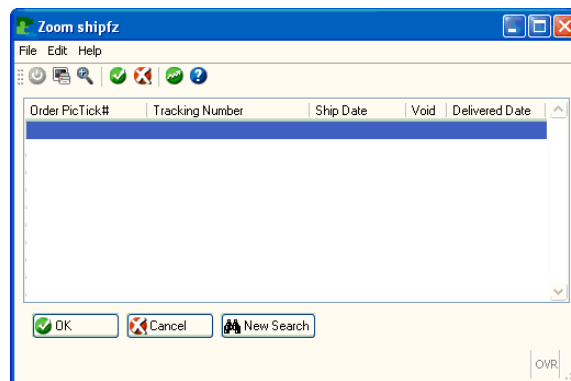 Zoom shipfz
File Edit Help
Order PicTick# Tracking Number Ship Date Void Delivered Date
OK Cancel New Search
OVR